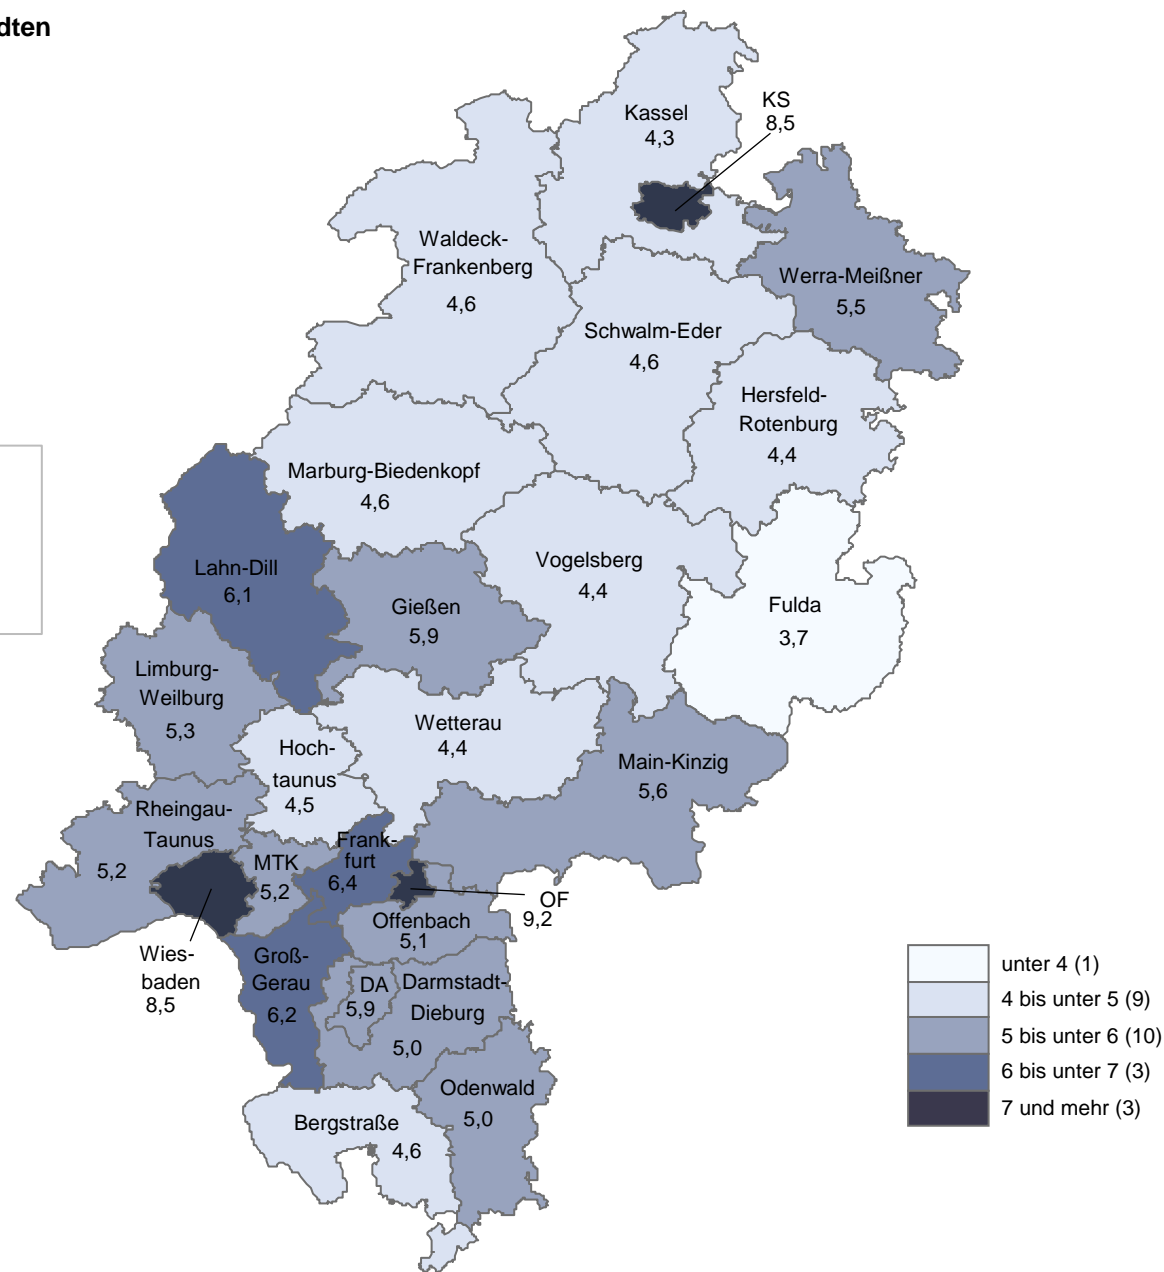 dten
KS
8,5
Kassel
4,3
Waldeck-
Frankenberg
4,6
Werra-Meißner
5,5
Schwalm-Eder
4,6
Hersfeld-
Rotenburg
4,4
Marburg-Biedenkopf
4,6
Lahn-Dill
6,1
Gießen
5,9
Vogelsberg
4,4
Fulda
3,7
Limburg-
Weilburg
5,3
Wetterau
4,4
Hoch-
taunus
4,5
Main-Kinzig
5,6
Rheingau-
Taunus
5,2
MTK
5,2
Frank-
furt
6,4
OF
9,2
Offenbach
5,1
Wies-
baden
8,5
Groß-
Gerau
6,2
DA
5,9
Darmstadt-
Dieburg
5,0
Odenwald
5,0
Bergstraße
4,6
unter 4 (1)
4 bis unter 5 (9)
5 bis unter 6 (10)
6 bis unter 7 (3)
7 und mehr (3)